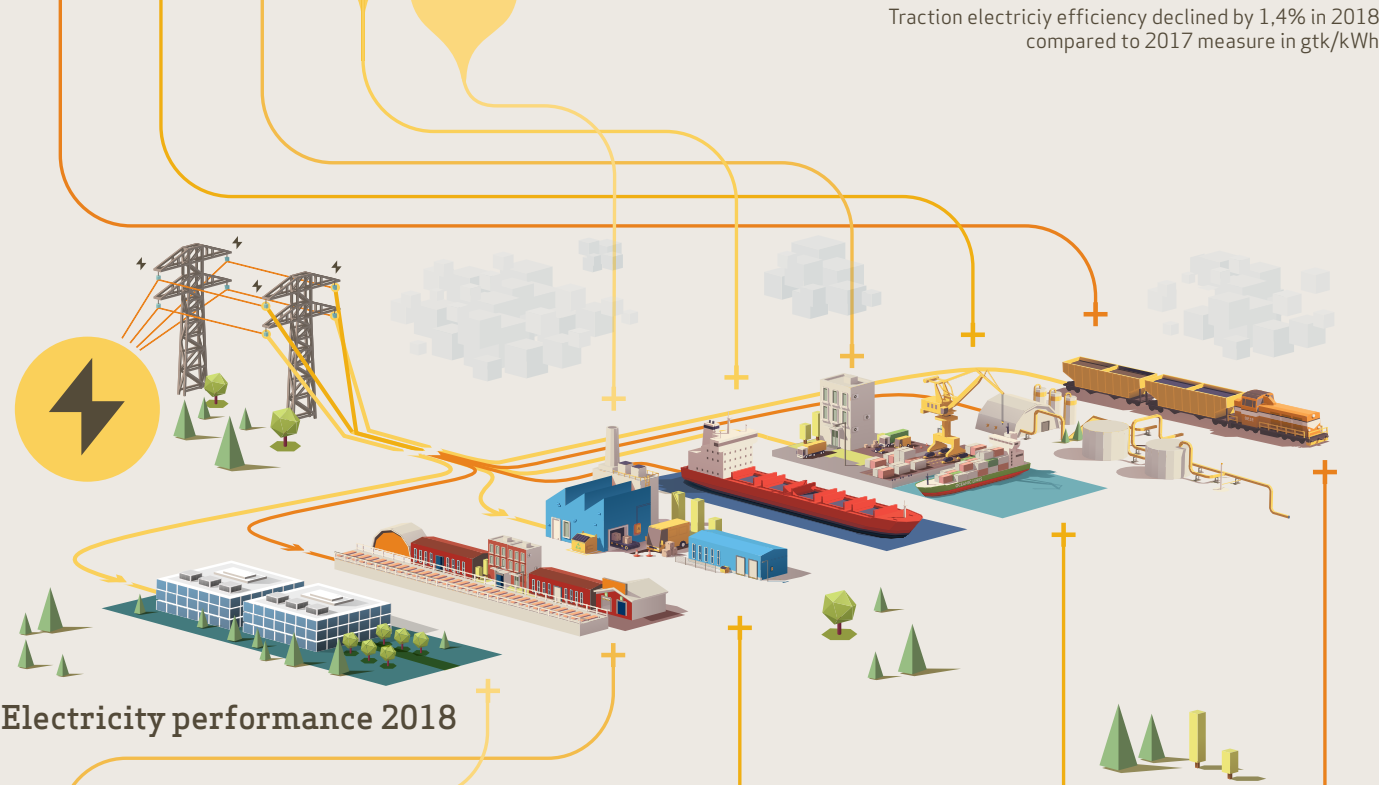 Traction electriciy efficiency declined by 1,4% in 2018
compared to 2017 measure in gtk/kWh
Electricity performance 2018